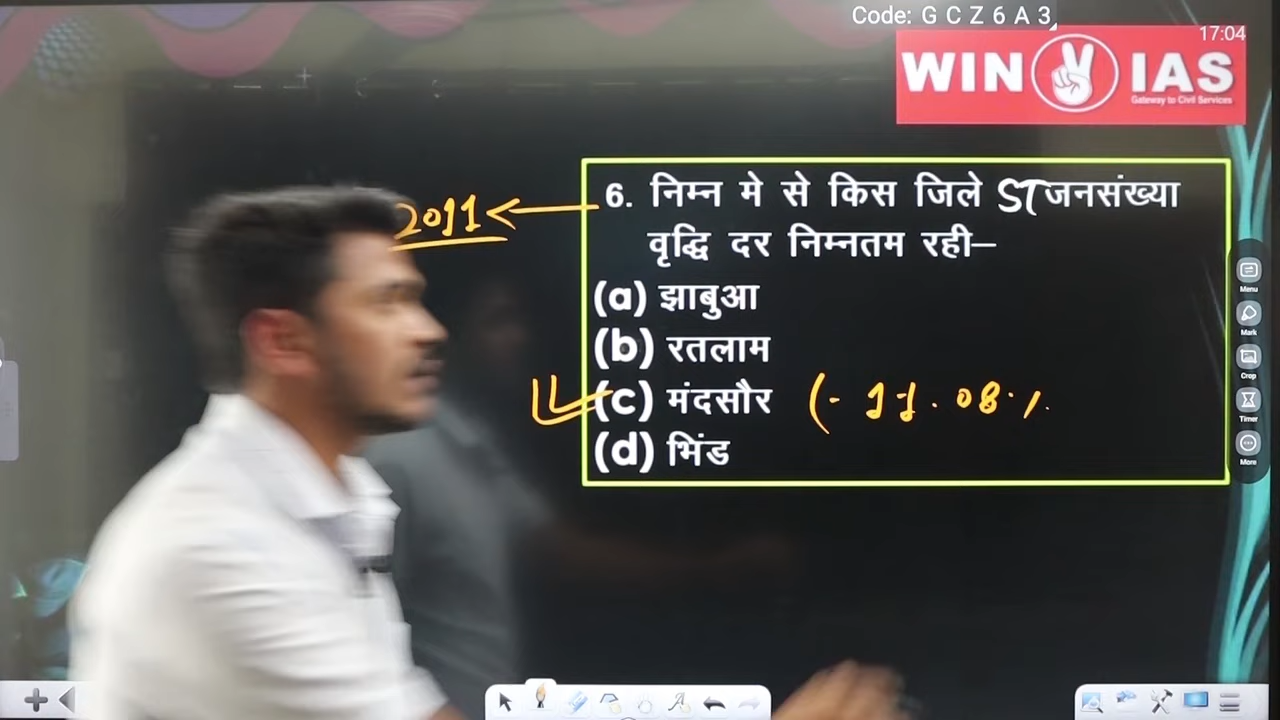 Code: G C Z 6 A 3
17:04
WIN IAS
Gateway to Civil Services
2011
6. निम्न मे से किस जिले ST जनसंख्या
वृद्धि दर निम्नतम रही–
(a) झाबुआ
(b) रतलाम
(c) मंदसौर (- 11.08%
(d) भिंड
Menu
Mark
Crop
Timer
More